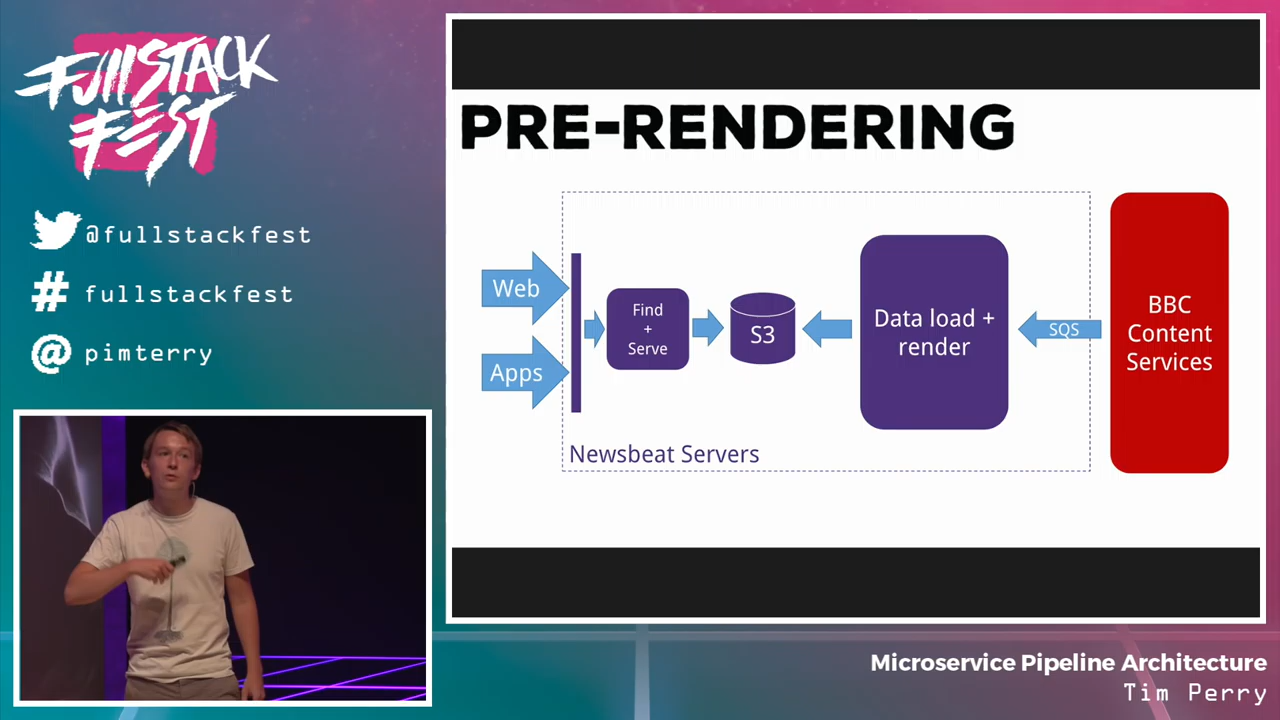 FullSTACK
FEST
@fullstackfest
# fullstackfest
@ pimterry
PRE-RENDERING
Web
Apps
Find
+
Serve
S3
Data load +
render
SQS
BBC
Content
Services
Newsbeat Servers
Microservice Pipeline Architecture
Tim Perry